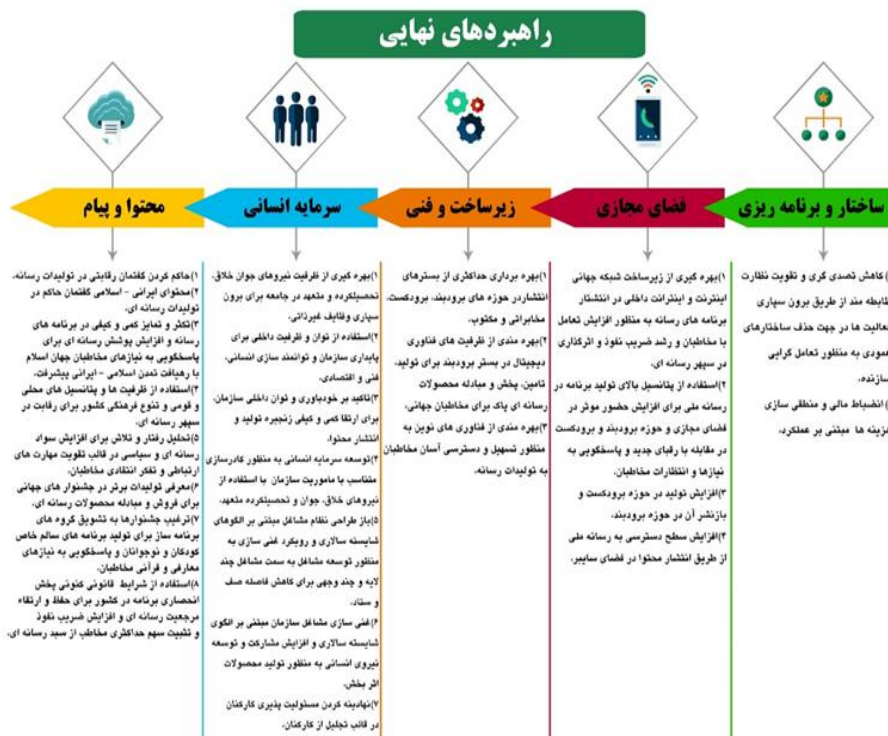 راهبردهای نهایی
ساختار و برنامه ریزی
۱)کاهش تصدی گری و تقویت نظارت
ضابطه مند از طریق برون سپاری
فعالیت ها در جهت حذف ساختارهای
عمودی به منظور تعامل گرایی
سازنده.
۲)انضباط مالی و منطقی سازی
هزینه ها مبتنی بر عملکرد.
فضای مجازی
۱)بهره گیری از زیرساخت شبکه جهانی
اینترنت و اینترانت داخلی در انتشار
برنامه های رسانه به منظور افزایش تعامل
با مخاطبان و رشد ضریب نفوذ و اثرگذاری
در سپهر رسانه ای.
۲)استفاده از پتانسیل بالای تولید برنامه در
رسانه ملی برای افزایش حضور موثر در
فضای مجازی و حوزه برودبند و برودکست
در مقابله با رقبای جدید و پاسخگویی به
نیازها و انتظارات مخاطبان.
۳)افزایش تولید در حوزه برودکست و
بازنشر آن در حوزه برودبند.
۴)افزایش سطح دسترسی به رسانه ملی
از طریق انتشار محتوا در فضای سایبر.
زیرساخت و فنی
۱)بهره برداری حداکثری از بسترهای
انتشاردر حوزه های برودبند، برودکست،
مخابراتی و مکتوب.
۲)بهره مندی از ظرفیت های فناوری
دیجیتال در بستر برودبند برای تولید،
تامین، پخش و مبادله محصولات
رسانه ای پاک برای مخاطبان جهانی.
۳)بهره مندی از فناوری های نوین به
منظور تسهیل و دسترسی آسان مخاطبان
به تولیدات رسانه.
سرمایه انسانی
۱)بهره گیری از ظرفیت نیروهای جوان خلاق،
تحصیلکرده و متعهد در جامعه برای برون
سپاری وظایف غیرذاتی.
۲)استفاده از توان و ظرفیت داخلی برای
پایداری سازمان و توانمند سازی انسانی،
فنی و اقتصادی.
۳)تاکید بر خودباوری و توان داخلی سازمان،
برای ارتقا کمی و کیفی زنجیره تولید و
انتشار محتوا.
۴)توسعه سرمایه انسانی به منظور کادرسازی
متناسب با ماموریت سازمان با استفاده از
نیروهای خلاق، جوان و تحصیلکرده متعهد.
۵)باز طراحی نظام مشاغل مبتنی بر الگوهای
شایسته سالاری و رویکرد غنی سازی به
منظور توسعه مشاغل به سمت مشاغل چند
لایه و چند وجهی برای کاهش فاصله صف
و ستاد.
۶)غنی سازی مشاغل سازمان مبتنی بر الگوی
شایسته سالاری و افزایش مشارکت و توسعه
نیروی انسانی به منظور تولید محصولات
اثر بخش.
۷)نهادینه کردن مسئولیت پذیری کارکنان
در قالب تجلیل از کارکنان.
محتوا و پیام
۱)حاکم کردن گفتمان رقابتی در تولیدات رسانه.
۲)محتوای ایرانی - اسلامی گفتمان حاکم در
تولیدات رسانه ای.
۳)تکثر و تمایز کمی و کیفی در برنامه های
رسانه و افزایش پوشش رسانه ای برای
پاسخگویی به نیازهای مخاطبان جهان اسلام
با رهیافت تمدن اسلامی - ایرانی پیشرفت.
۴)استفاده از ظرفیت ها و پتانسیل های محلی
و قومی و تنوع فرهنگی کشور برای رقابت در
سپهر رسانه ای.
۵)تحلیل رفتار و تلاش برای افزایش سواد
رسانه ای و سیاسی در قالب تقویت مهارت های
ارتباطی و تفکر انتقادی مخاطبان.
۶)معرفی تولیدات برتر در جشنواره های جهانی
برای فروش و مبادله محصولات رسانه ای.
۷)ترغیب جشنوارها به تشویق گروه های
برنامه ساز برای تولید برنامه های سالم خاص
کودکان و نوجوانان و پاسخگویی به نیازهای
معارفی و قرآنی مخاطبان.
۸)استفاده از شرایط قانونی کنونی پخش
انحصاری برنامه در کشور برای حفظ و ارتقاء
مرجعیت رسانه ای و افزایش ضریب نفوذ
و تثبیت سهم حداکثری مخاطب از سبد رسانه ای.